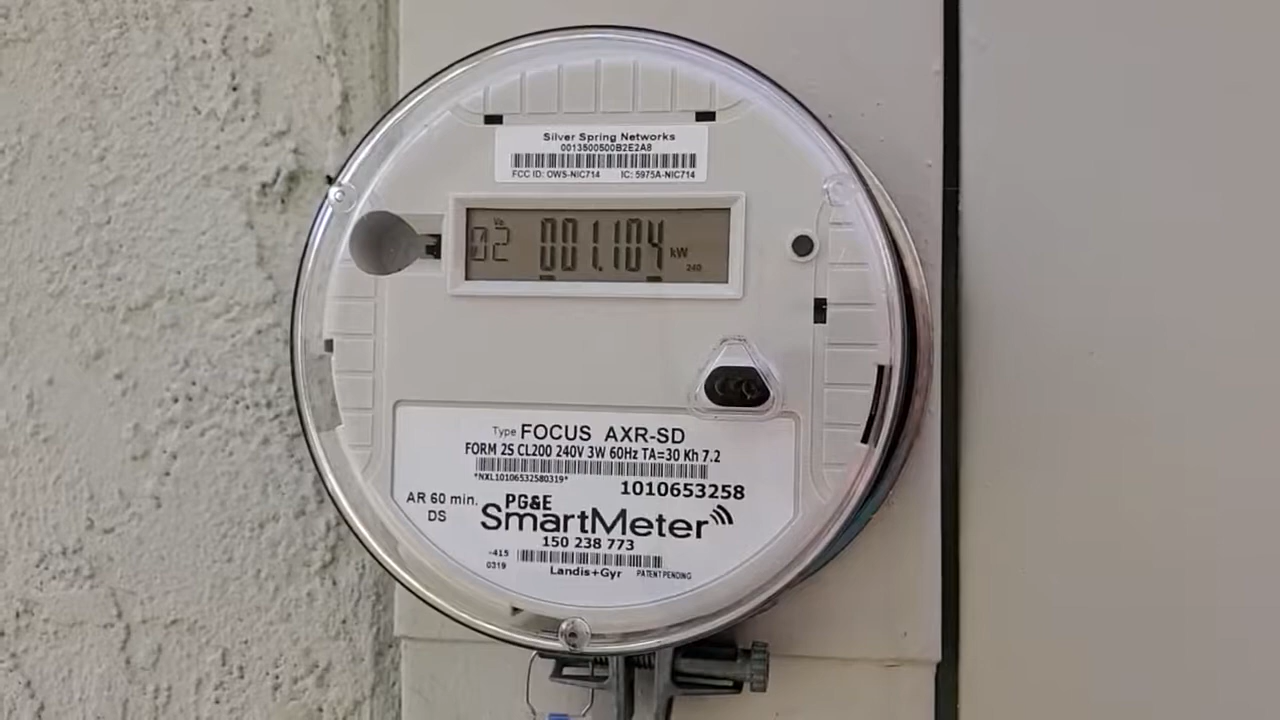 Silver Spring Networks
0013500500B2E2A8
FCC ID: OWS-NIC714 IC: 5975A-NIC714
02 001.104 kW
240
Type FOCUS AXR-SD
FORM 2S CL200 240V 3W 60Hz TA=30 Kh 7.2
*NXL10106532580319*
1010653258
AR 60 min.
DS
PG&E
SmartMeter
150 238 773
-415
0319
Landis+Gyr PATENT PENDING